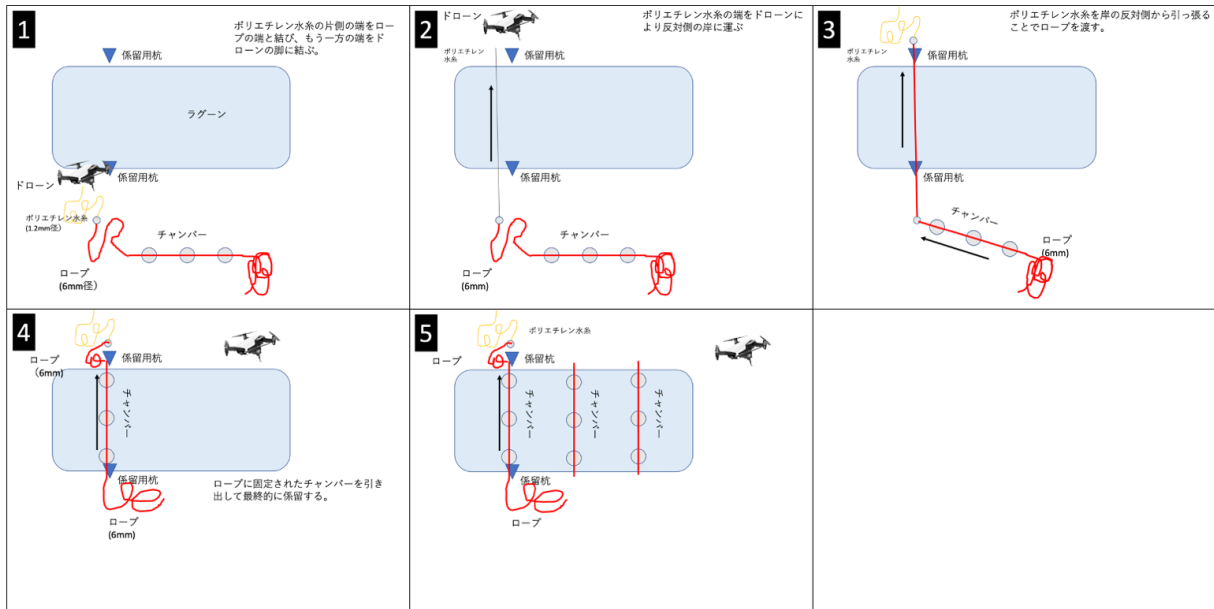 1
ポリエチレン水糸の片側の端をロー
プの端と結び、もう一方の端をド
ローンの脚に結ぶ。
係留用杭
ラグーン
係留用杭
ドローン
ポリエチレン水糸
(1.2mm径)
チャンバー
ロープ
(6mm径)
2
ドローン
ポリエチレン水糸の端をドローンに
より反対側の岸に運ぶ
ポリエチレン
水糸
係留用杭
係留用杭
チャンバー
ロープ
(6mm)
3
ポリエチレン水糸を岸の反対側から引っ張る
ことでロープを渡す。
ポリエチレン
水糸
係留用杭
係留用杭
チャンバー
ロープ
(6mm)
4
ロープ
(6mm)
係留用杭
チャンバー
係留用杭
ロープに固定されたチャンバーを引き
出して最終的に係留する。
ロープ
(6mm)
5
ポリエチレン水糸
ロープ
係留杭
チャンバー
チャンバー
チャンバー
係留杭
ロープ